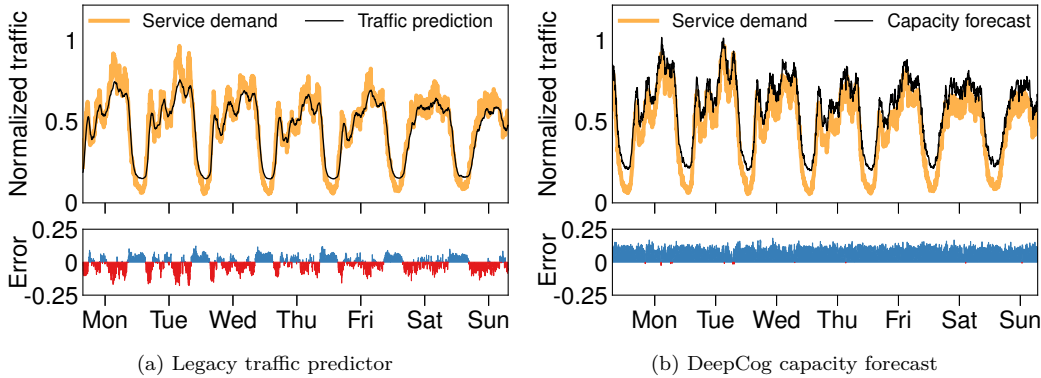 Service demand Traffic prediction
Normalized traffic
1
0.5
0
Error
0.25
0
-0.25
Mon Tue Wed Thu Fri Sat Sun
(a) Legacy traffic predictor
Service demand Capacity forecast
Normalized traffic
1
0.5
0
Error
0.25
0
-0.25
Mon Tue Wed Thu Fri Sat Sun
(b) DeepCog capacity forecast